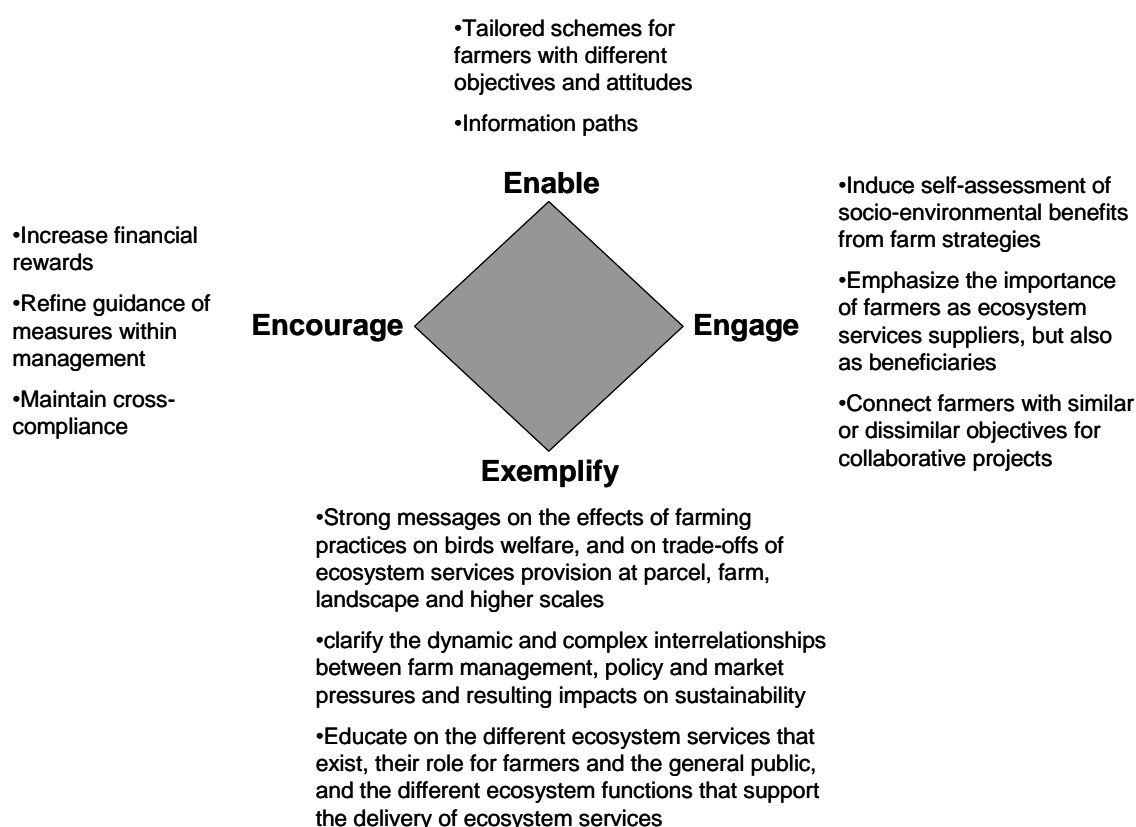 •Tailored schemes for
farmers with different
objectives and attitudes
•Information paths
Enable
•Increase financial
rewards
•Refine guidance of
measures within
management
•Maintain cross-
compliance
Encourage
Engage
•Induce self-assessment of
socio-environmental benefits
from farm strategies
•Emphasize the importance
of farmers as ecosystem
services suppliers, but also
as beneficiaries
•Connect farmers with similar
or dissimilar objectives for
collaborative projects
Exemplify
•Strong messages on the effects of farming
practices on birds welfare, and on trade-offs of
ecosystem services provision at parcel, farm,
landscape and higher scales
•clarify the dynamic and complex interrelationships
between farm management, policy and market
pressures and resulting impacts on sustainability
•Educate on the different ecosystem services that
exist, their role for farmers and the general public,
and the different ecosystem functions that support
the delivery of ecosystem services